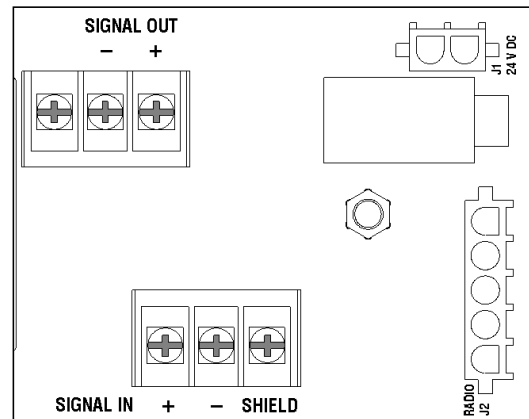 SIGNAL OUT
− +
J1
24 V DC
SIGNAL IN + − SHIELD
RADIO
J2